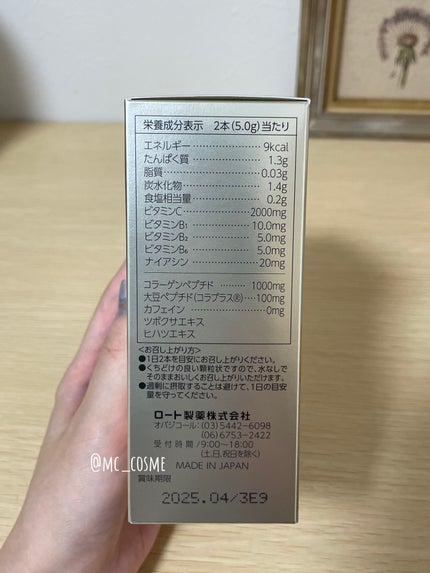 栄養成分表示 2本(5.0g)当たり
エネルギー 9kcal
たんぱく質 1.3g
脂質 0.03g
炭水化物 1.4g
食塩相当量 0.2g
ビタミンC 2000mg
ビタミンB₁ 10.0mg
ビタミンB₂ 5.0mg
ビタミンB₆ 5.0mg
ナイアシン 20mg
コラーゲンペプチド 1000mg
大豆ペプチド(コラプラス®) 100mg
カフェイン 0mg
ツボクサエキス
ヒハツエキス
<お召し上がり方>
●1日2本を目安にお召し上がりください。
●くちどけの良い顆粒状ですので、水なしで
そのままおいしくお召し上がりいただけます。
●過剰に摂取することは避けて、1日の目安
量を守ってください。
ロート製薬株式会社
オバジコール:(03)5442-6098
(06)6753-2422
受付時間/9:00~18:00
(土、日、祝日を除く)
MADE IN JAPAN
賞味期限
2025.04/3E9
@MC_COSME